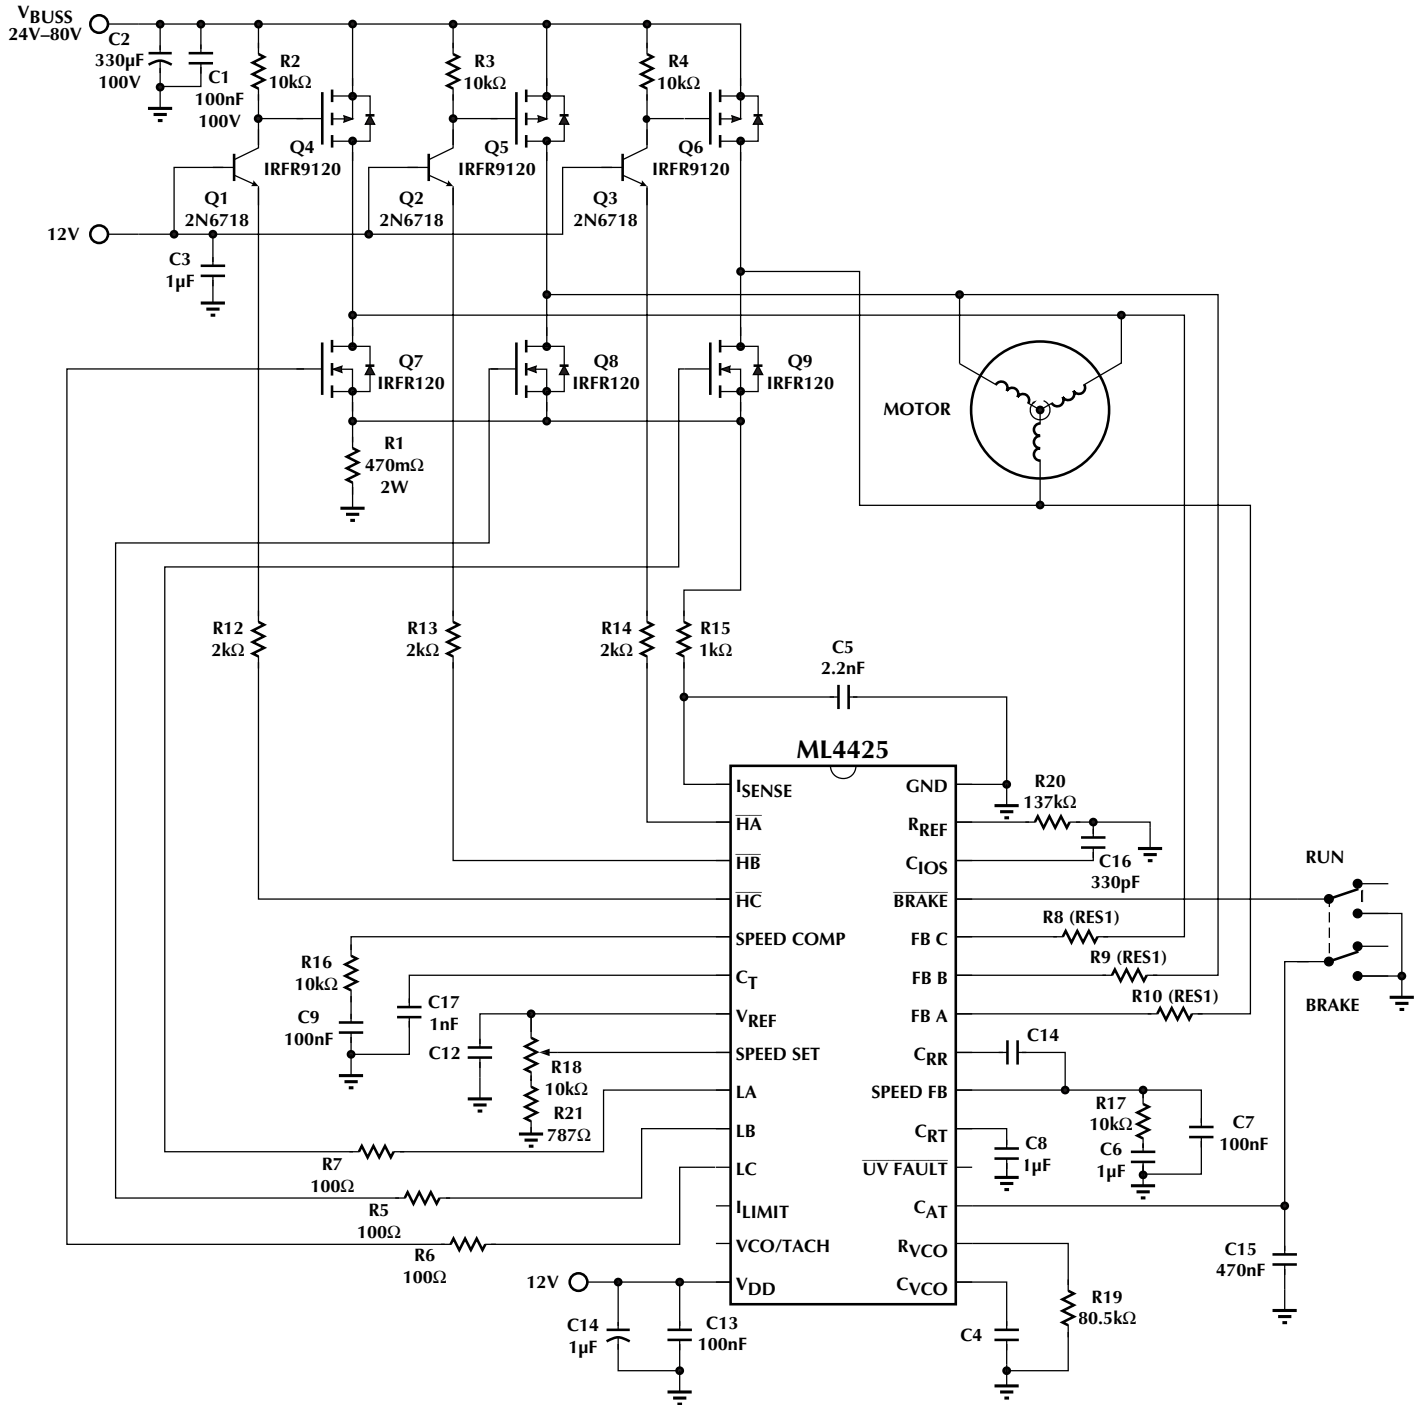 VBUSS
24V–80V
C2
330µF
100V
C1
100nF
100V
R2
10kΩ
R3
10kΩ
R4
10kΩ
Q4
IRFR9120
Q5
IRFR9120
Q6
IRFR9120
Q1
2N6718
Q2
2N6718
Q3
2N6718
12V
C3
1µF
Q7
IRFR120
Q8
IRFR120
Q9
IRFR120
MOTOR
R1
470mΩ
2W
R12
2kΩ
R13
2kΩ
R14
2kΩ
R15
1kΩ
C5
2.2nF
ML4425
ISENSE
HA
HB
HC
SPEED COMP
CT
VREF
SPEED SET
LA
LB
LC
ILIMIT
VCO/TACH
VDD
GND
RREF
CIOS
BRAKE
FB C
FB B
FB A
CRR
SPEED FB
CRT
UV FAULT
CAT
RVCO
CVCO
R20
137kΩ
C16
330pF
RUN
R8 (RES1)
R9 (RES1)
R10 (RES1)
BRAKE
R16
10kΩ
C9
100nF
C17
1nF
C12
R18
10kΩ
R21
787Ω
C14
R17
10kΩ
C6
1µF
C7
100nF
C8
1µF
R7
100Ω
R5
100Ω
R6
100Ω
12V
C14
1µF
C13
100nF
C4
R19
80.5kΩ
C15
470nF